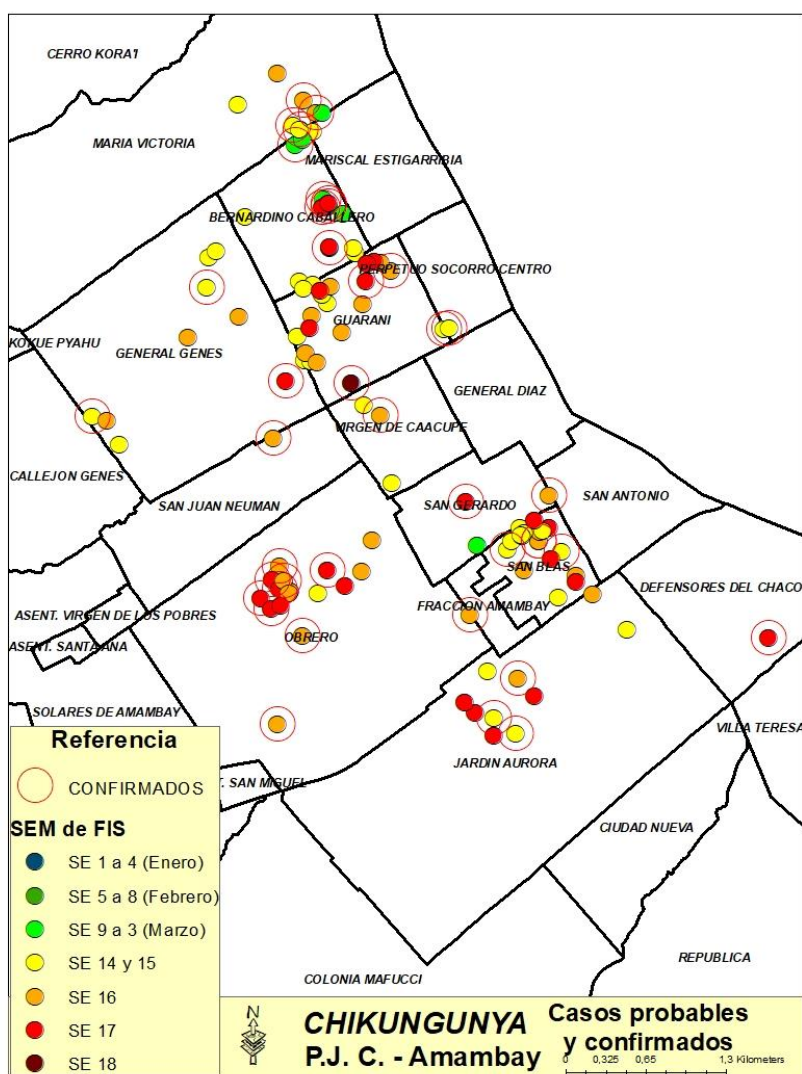 CERRO KORA'I
MARIA VICTORIA
MARISCAL ESTIGARRIBIA
BERNARDINO CABALLERO
PERPETUO SOCORRO CENTRO
GUARANI
KOKUE PYAHU
GENERAL GENES
GENERAL DIAZ
VIRGEN DE CAACUPE
CALLEJON GENES
SAN JUAN NEUMAN
SAN GERARDO
SAN ANTONIO
SAN BLAS
DEFENSORES DEL CHACO
FRACCION AMAMBAY
ASENT. VIRGEN DE LOS POBRES
OBRERO
ASENT. SANTA ANA
SOLARES DE AMAMBAY
VILLA TERESA
JARDIN AURORA
T. SAN MIGUEL
CIUDAD NUEVA
REPUBLICA
COLONIA MAFUCCI
Referencia
CONFIRMADOS
SEM de FIS
SE 1 a 4 (Enero)
SE 5 a 8 (Febrero)
SE 9 a 3 (Marzo)
SE 14 y 15
SE 16
SE 17
SE 18
N
CHIKUNGUNYA
P.J. C. - Amambay
Casos probables
y confirmados
0 0,325 0,65 1,3 Kilometers